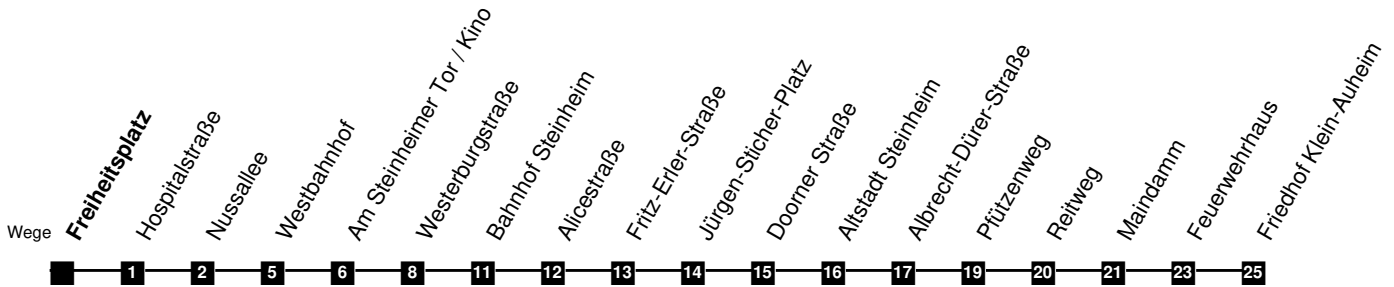 Wege
Freiheitsplatz
Hospitalstraße
Nussallee
Westbahnhof
Am Steinheimer Tor / Kino
Westerburgstraße
Bahnhof Steinheim
Alicestraße
Fritz-Erler-Straße
Jürgen-Sticher-Platz
Doorner Straße
Altstadt Steinheim
Albrecht-Dürer-Straße
Pfützenweg
Reitweg
Maindamm
Feuerwehrhaus
Friedhof Klein-Auheim
1 2 5 6 8 11 12 13 14 15 16 17 19 20 21 23 25